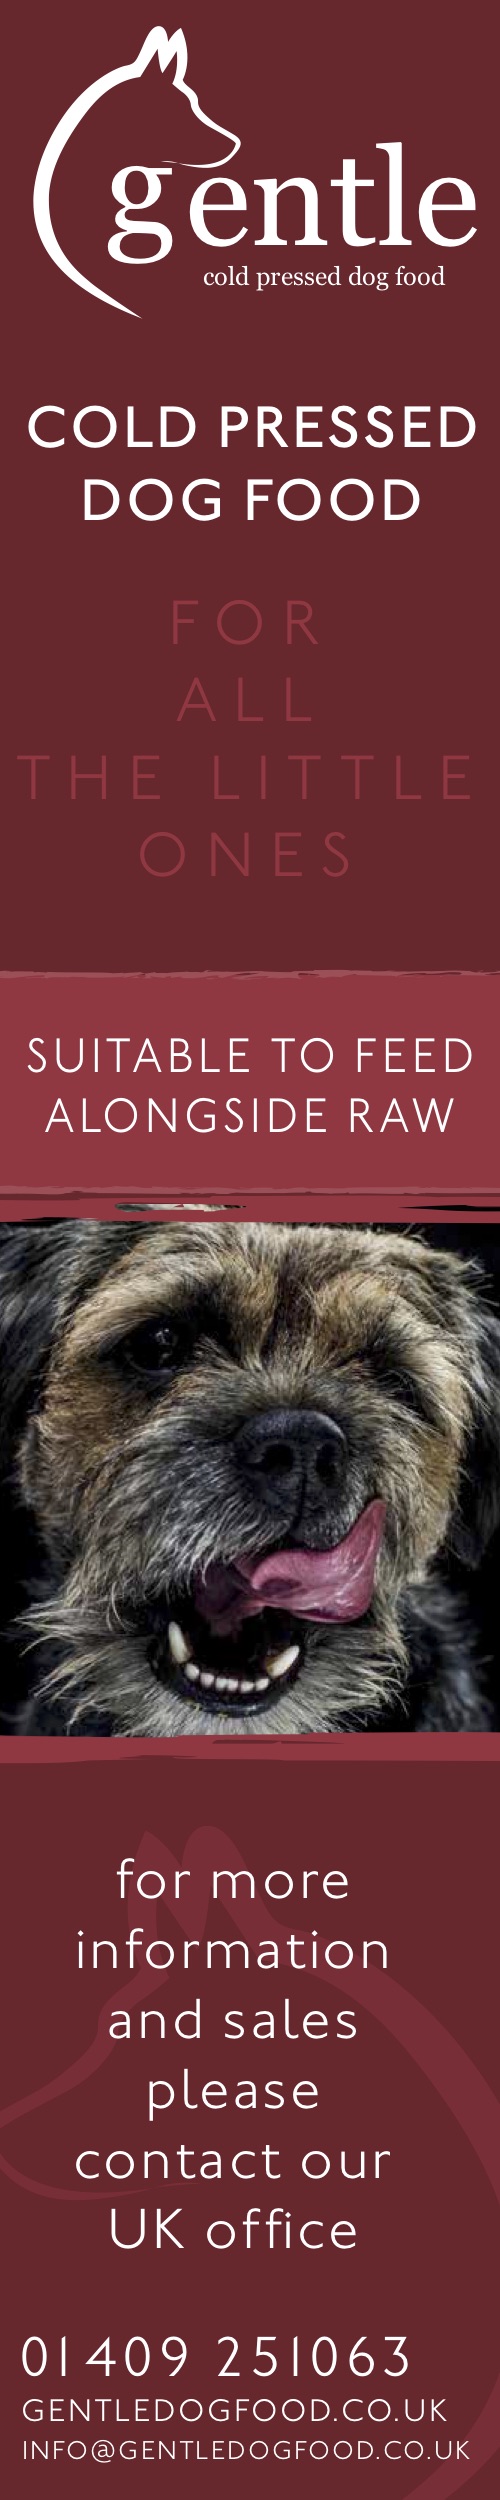 gentle
cold pressed dog food
COLD PRESSED
DOG FOOD
FOR
ALL
THE LITTLE
ONES
SUITABLE TO FEED
ALONGSIDE RAW
for more
information
and sales
please
contact our
UK office
01409 251063
GENTLEDOGFOOD.CO.UK
INFO@GENTLEDOGFOOD.CO.UK